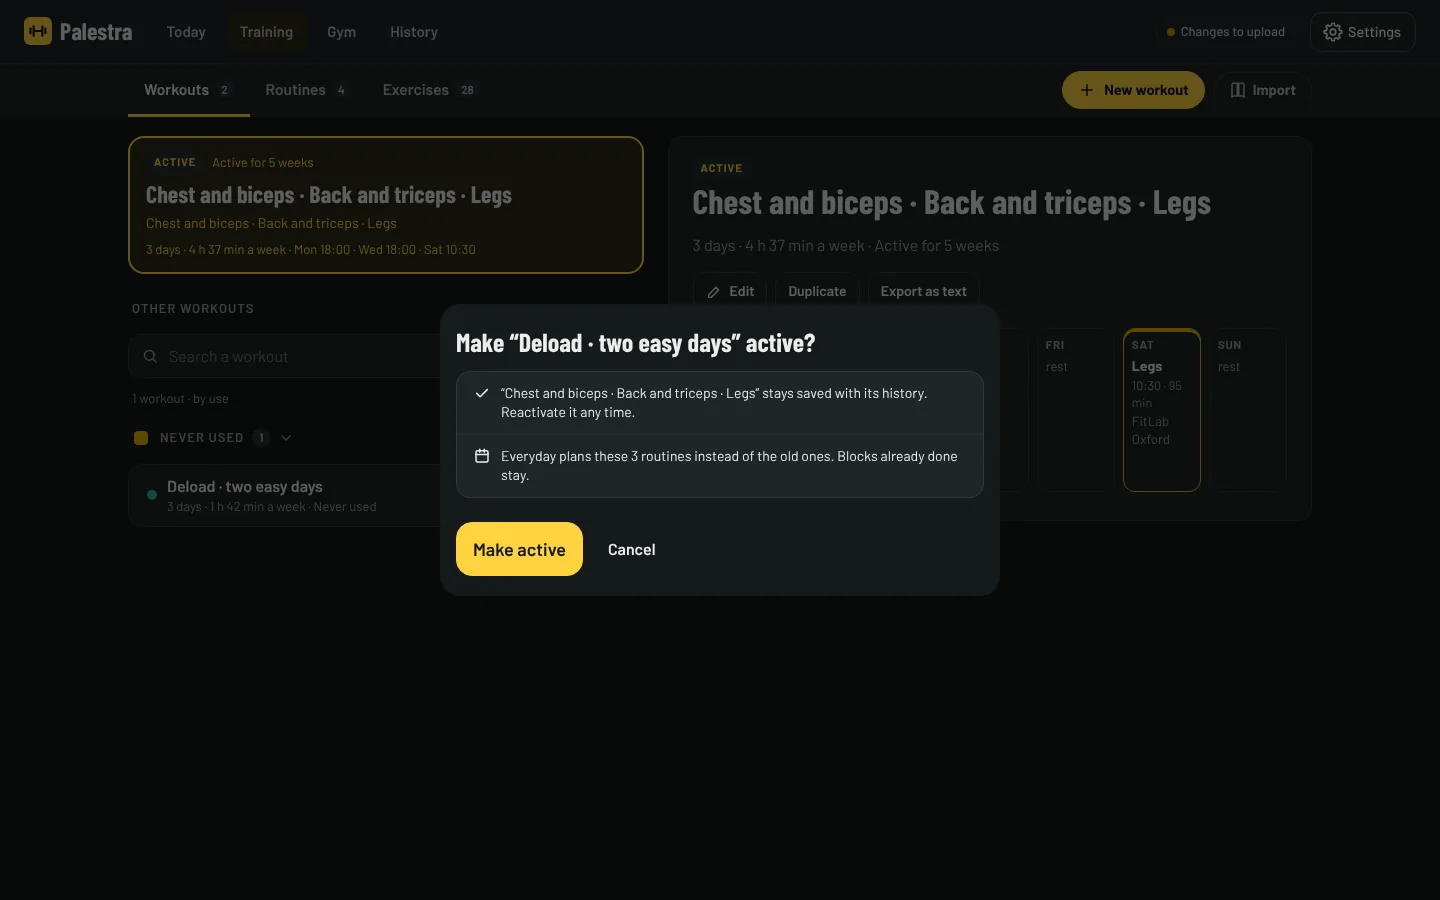 Palestra
Today
Training
Gym
History
Changes to upload
Settings
Workouts 2
Routines 4
Exercises 28
New workout
Import
ACTIVE Active for 5 weeks
Chest and biceps · Back and triceps · Legs
Chest and biceps · Back and triceps · Legs
3 days · 4 h 37 min a week · Mon 18:00 · Wed 18:00 · Sat 10:30
OTHER WORKOUTS
Search a workout
1 workout · by use
NEVER USED 1
Deload · two easy days
3 days · 1 h 42 min a week · Never used
ACTIVE
Chest and biceps · Back and triceps · Legs
3 days · 4 h 37 min a week · Active for 5 weeks
Edit
Duplicate
Export as text
FRI
rest
SAT
Legs
10:30 · 95
min
FitLab
Oxford
SUN
rest
Make “Deload · two easy days” active?
“Chest and biceps · Back and triceps · Legs” stays saved with its history.
Reactivate it any time.
Everyday plans these 3 routines instead of the old ones. Blocks already done
stay.
Make active
Cancel